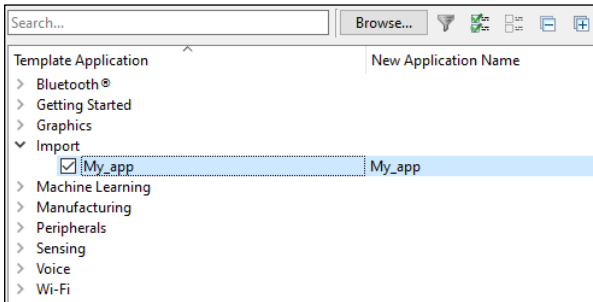 Search... Browse...
Template Application New Application Name
Bluetooth®
Getting Started
Graphics
Import
My_app My_app
Machine Learning
Manufacturing
Peripherals
Sensing
Voice
Wi-Fi